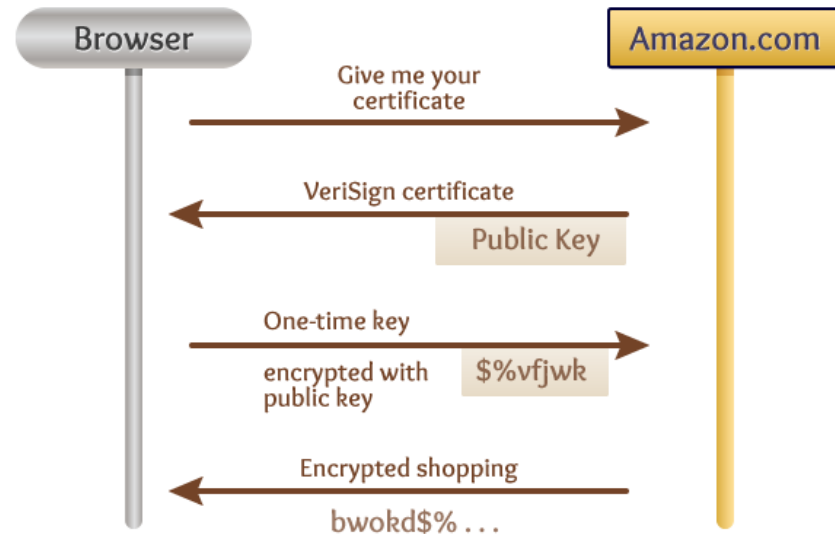 Browser
Amazon.com
Give me your
certificate
VeriSign certificate
Public Key
One-time key
encrypted with
public key
$%vfjwk
Encrypted shopping
bwokd$% . . .